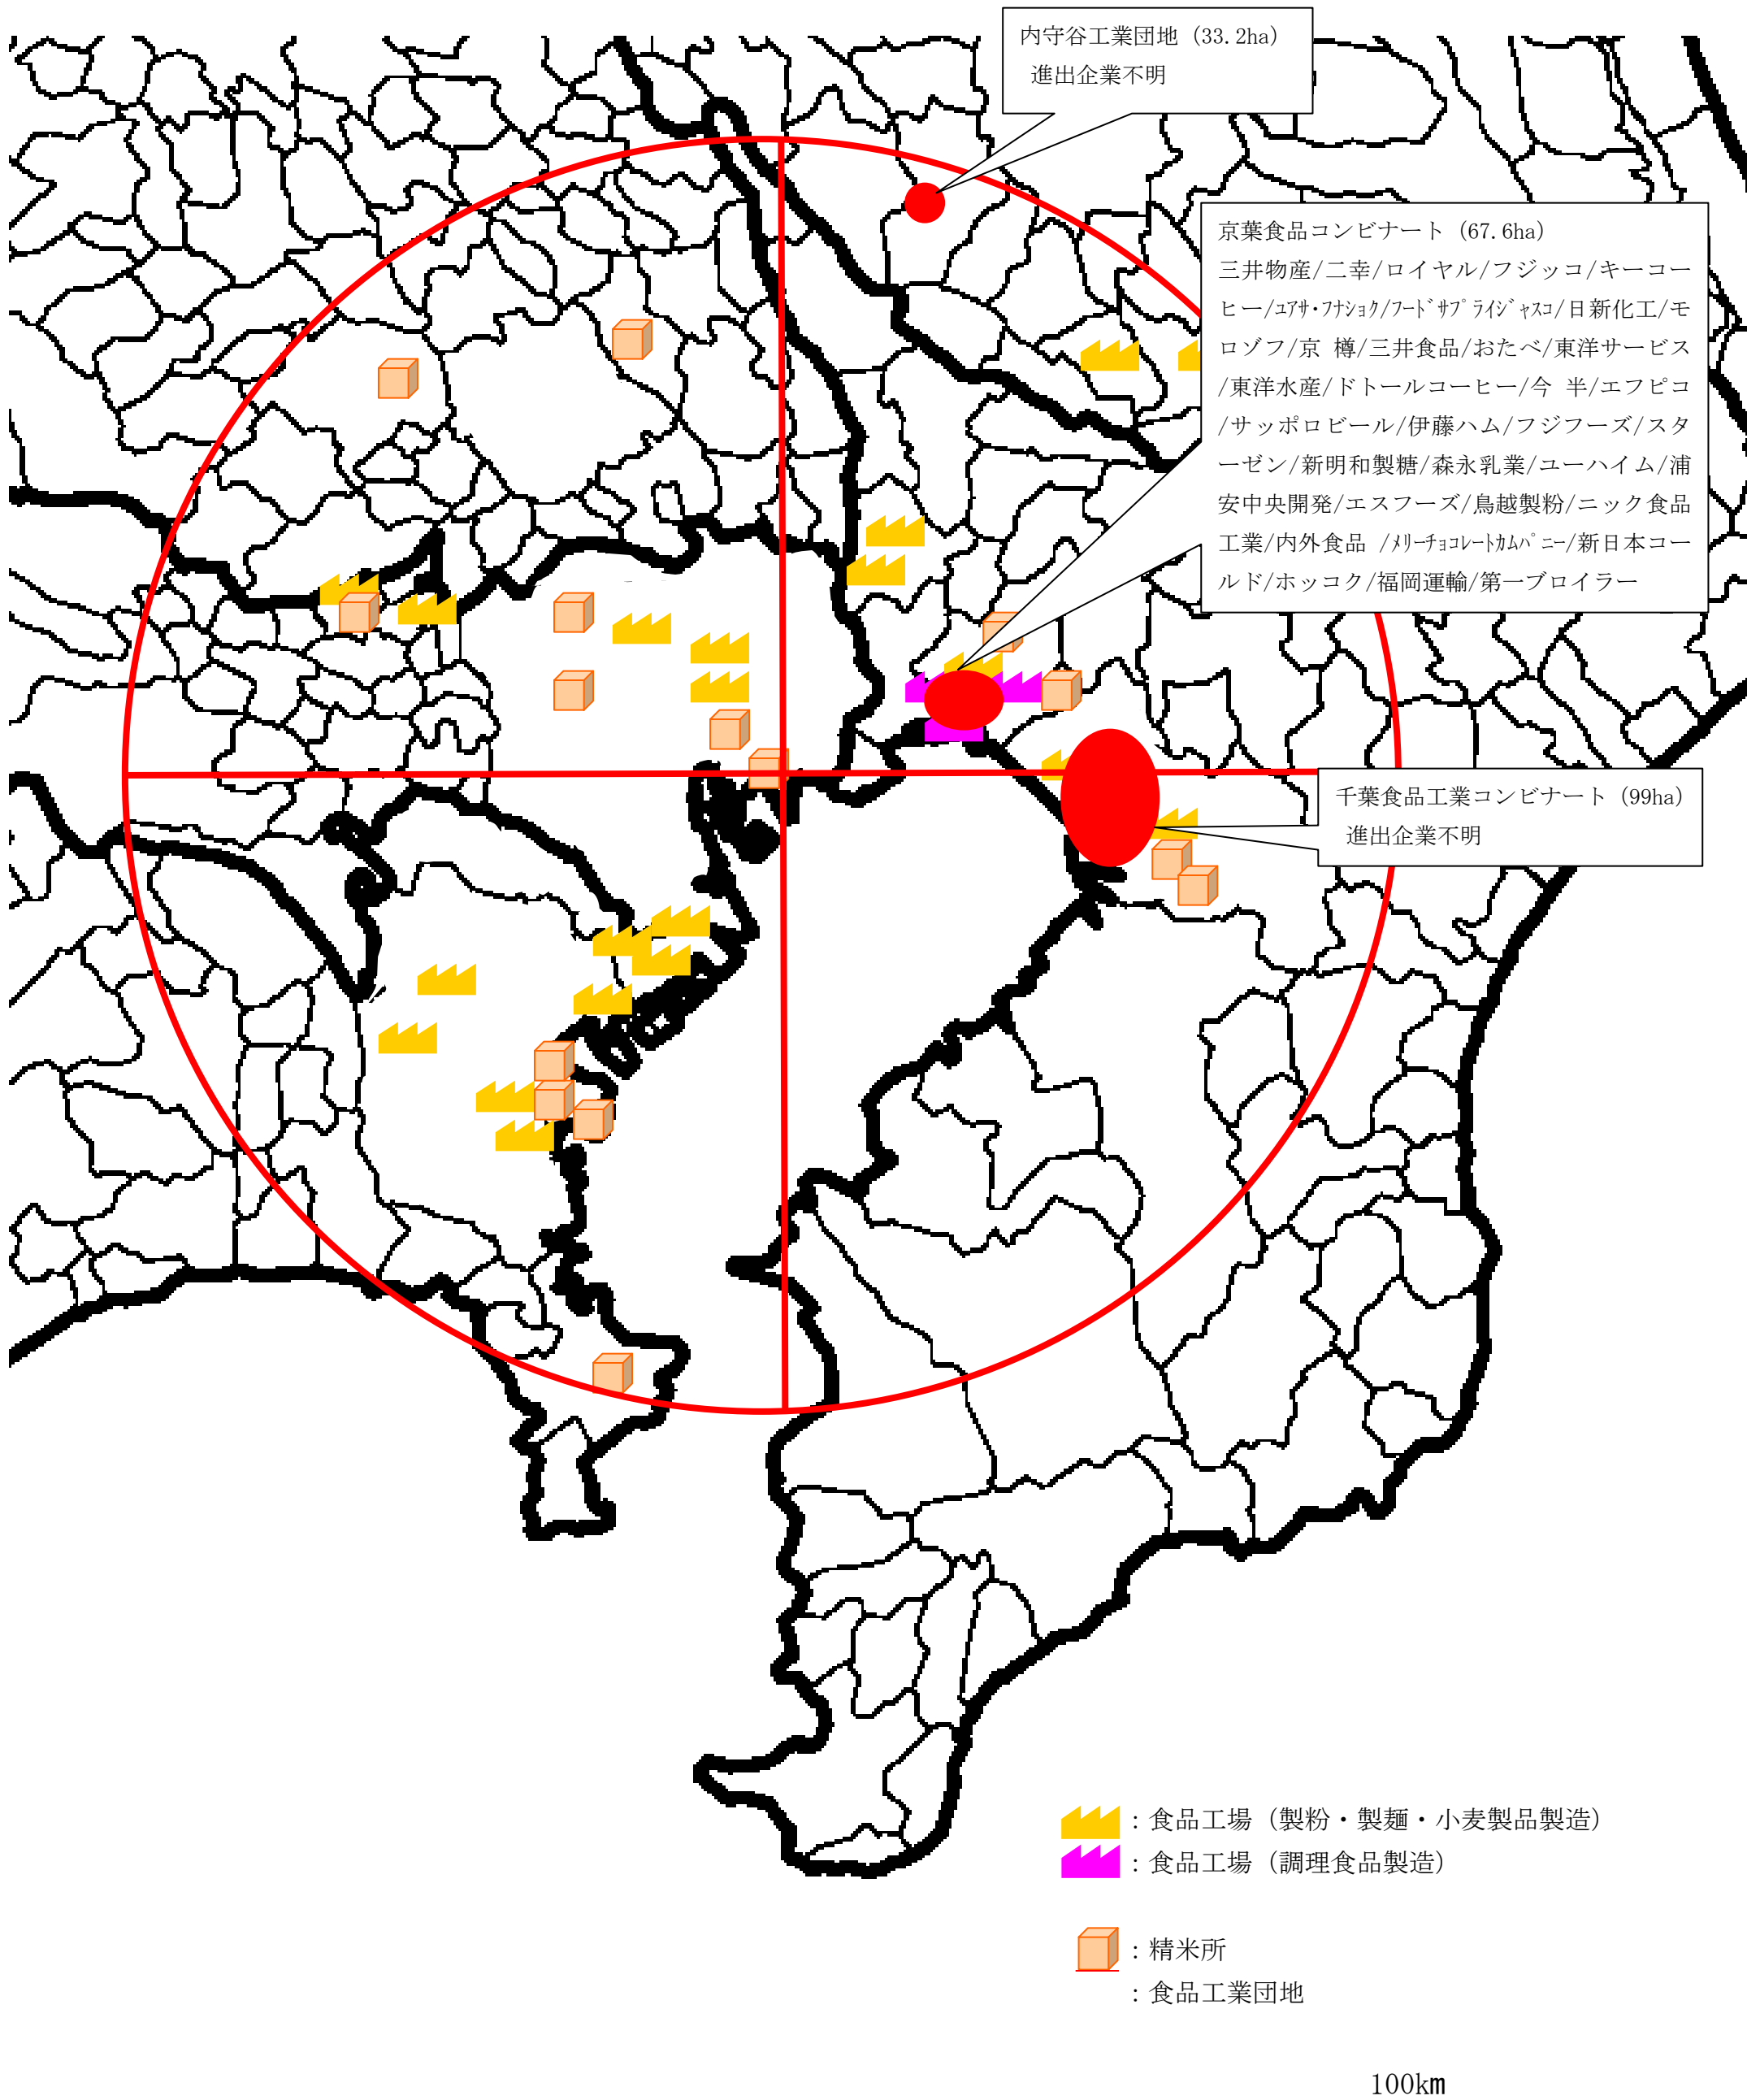 内守谷工業団地（33.2ha）
進出企業不明
京葉食品コンビナート（67.6ha）
三井物産/二幸/ロイヤル/フジッコ/キーコー
ヒー/ﾕｱｻ・ﾌﾅｼｮｸ/ﾌｰﾄﾞｻﾌﾟﾗｲｼﾞｬｽｺ/日新化工/モ
ロゾフ/京 樽/三井食品/おたべ/東洋サービス
/東洋水産/ドトールコーヒー/今 半/エフピコ
/サッポロビール/伊藤ハム/フジフーズ/スタ
ーゼン/新明和製糖/森永乳業/ユーハイム/浦
安中央開発/エスフーズ/鳥越製粉/ニック食品
工業/内外食品 /ﾒﾘｰﾁｮｺﾚｰﾄｶﾑﾊﾟﾆｰ/新日本コー
ルド/ホッコク/福岡運輸/第一ブロイラー
千葉食品工業コンビナート（99ha）
進出企業不明
：食品工場（製粉・製麺・小麦製品製造）
：食品工場（調理食品製造）
：精米所
：食品工業団地
100km